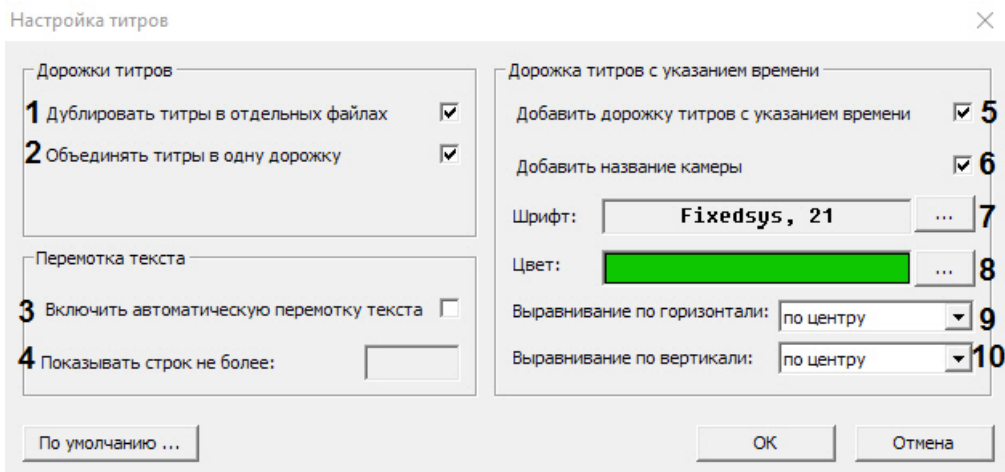 Настройка титров
Дорожки титров
1 Дублировать титры в отдельных файлах
2 Объединять титры в одну дорожку
Перемотка текста
3 Включить автоматическую перемотку текста
4 Показывать строк не более:
Дорожка титров с указанием времени
Добавить дорожку титров с указанием времени 5
Добавить название камеры 6
Шрифт: Fixedsys, 21 ... 7
Цвет: ... 8
Выравнивание по горизонтали: по центру 9
Выравнивание по вертикали: по центру 10
По умолчанию ... OK Отмена